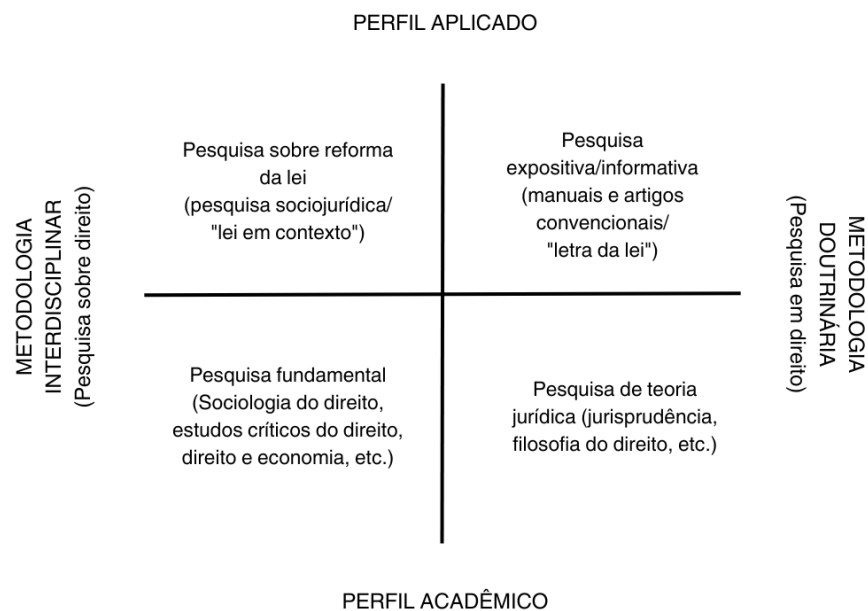 PERFIL APLICADO
Pesquisa sobre reforma
da lei
(pesquisa sociojurídica/
"lei em contexto")
Pesquisa
expositiva/informativa
(manuais e artigos
convencionais/
"letra da lei")
METODOLOGIA
INTERDISCIPLINAR
(Pesquisa sobre direito)
METODOLOGIA
DOUTRINÁRIA
(Pesquisa em direito)
Pesquisa fundamental
(Sociologia do direito,
estudos críticos do direito,
direito e economia, etc.)
Pesquisa de teoria
jurídica (jurisprudência,
filosofia do direito, etc.)
PERFIL ACADÊMICO